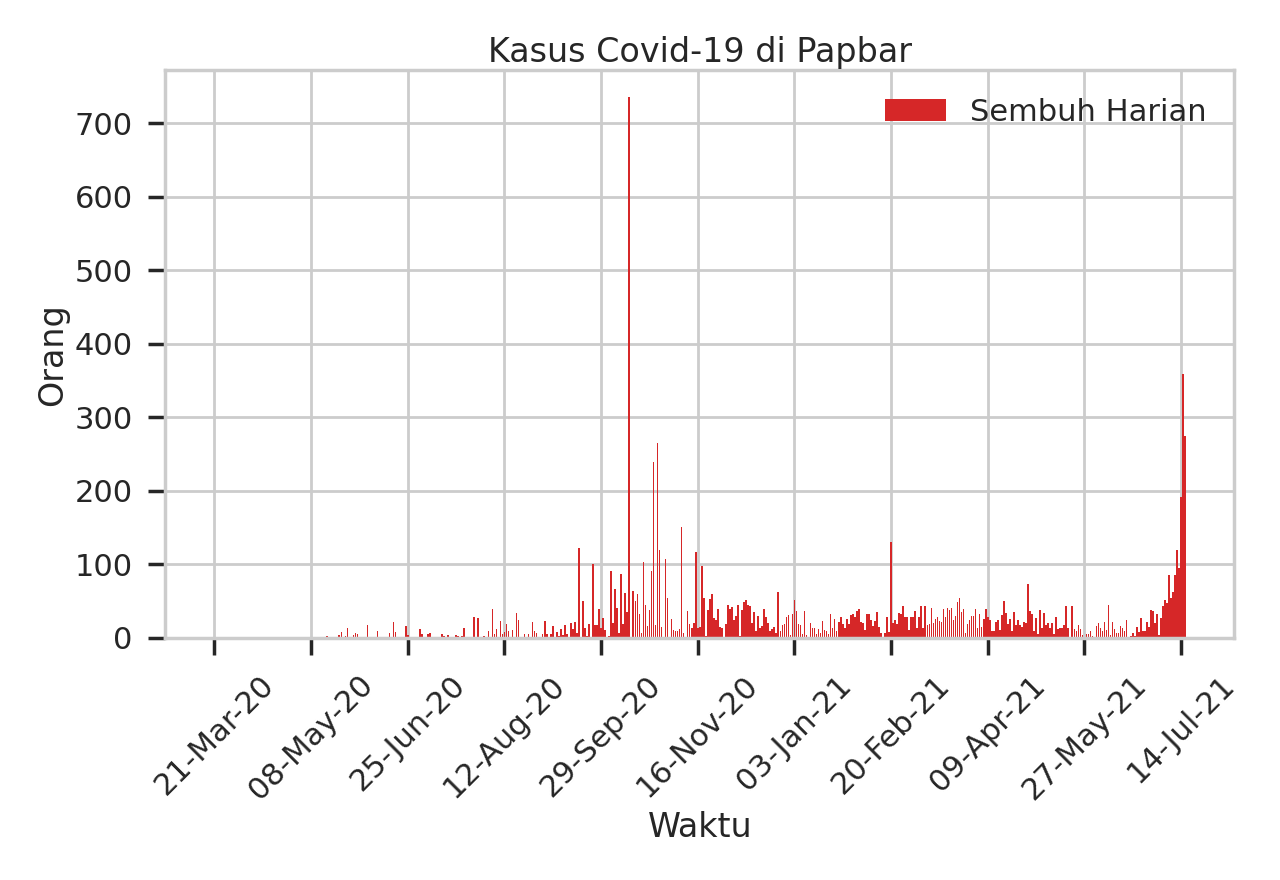 Kasus Covid-19 di Papbar
Sembuh Harian
700
600
500
400
300
200
100
0
Orang
21-Mar-20
08-May-20
25-Jun-20
12-Aug-20
29-Sep-20
16-Nov-20
03-Jan-21
20-Feb-21
09-Apr-21
27-May-21
14-Jul-21
Waktu